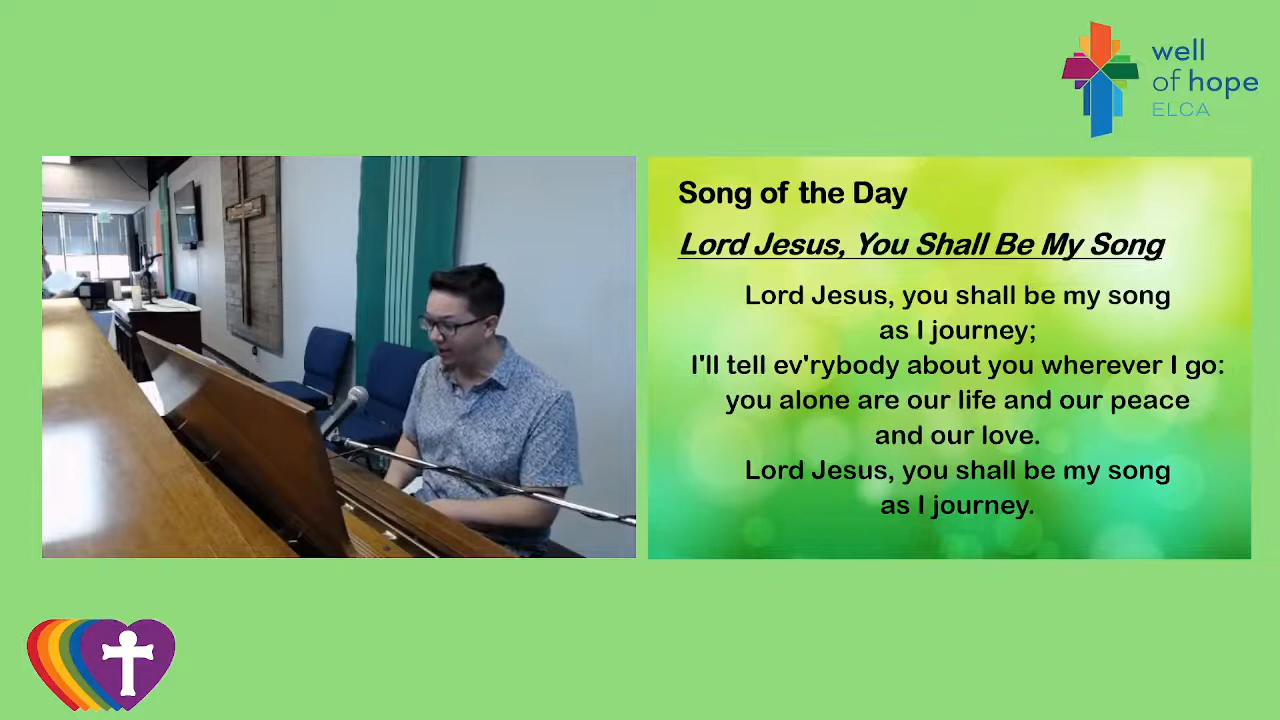 well
of hope
ELCA
Song of the Day
Lord Jesus, You Shall Be My Song
Lord Jesus, you shall be my song
as I journey;
I'll tell ev'rybody about you wherever I go:
you alone are our life and our peace
and our love.
Lord Jesus, you shall be my song
as I journey.